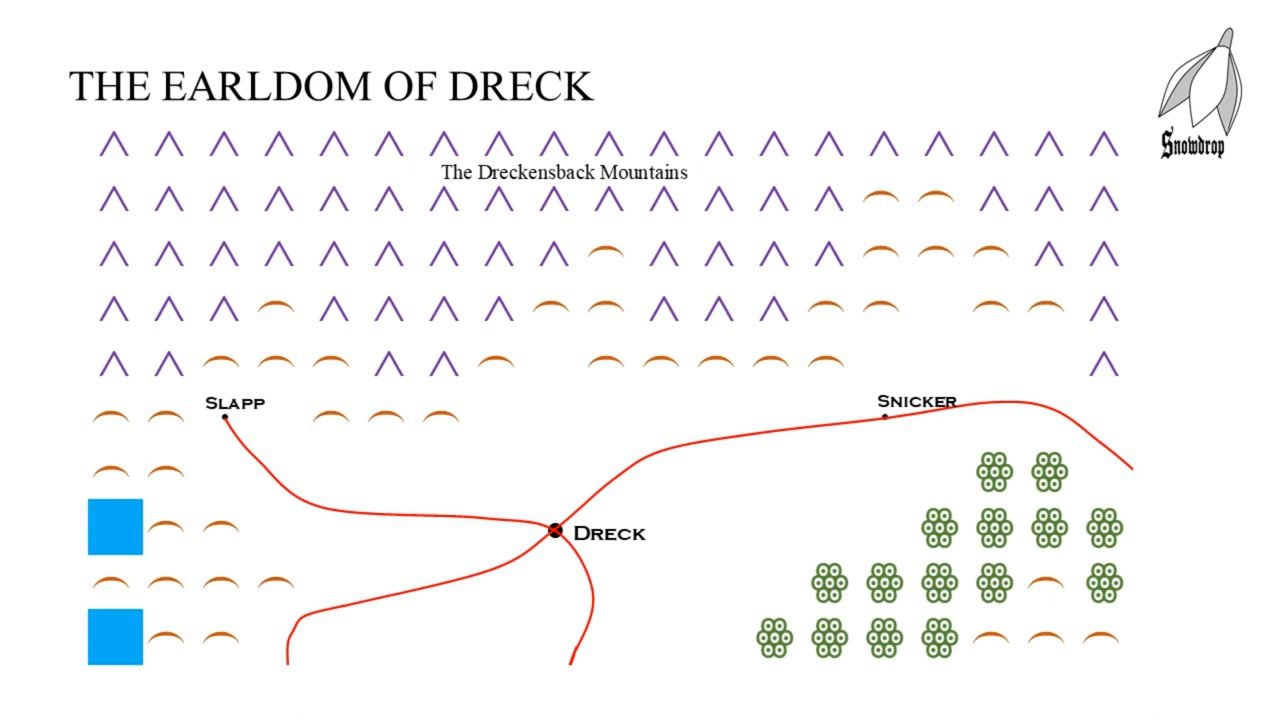 THE EARLDOM OF DRECK
Snowdrop
The Dreckensback Mountains
SLAPP
SNICKER
DRECK